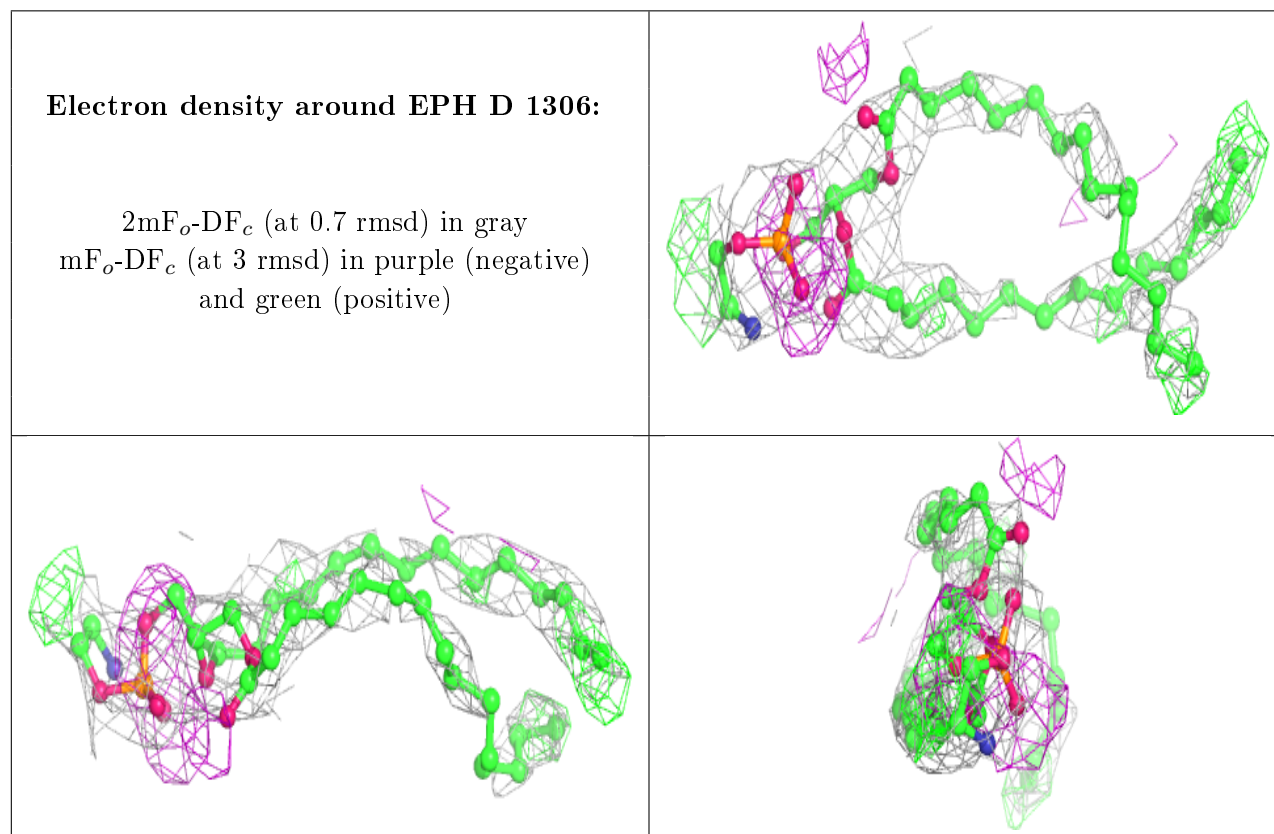 Electron density around EPH D 1306:
2mFo-DFc (at 0.7 rmsd) in gray
mFo-DFc (at 3 rmsd) in purple (negative)
and green (positive)